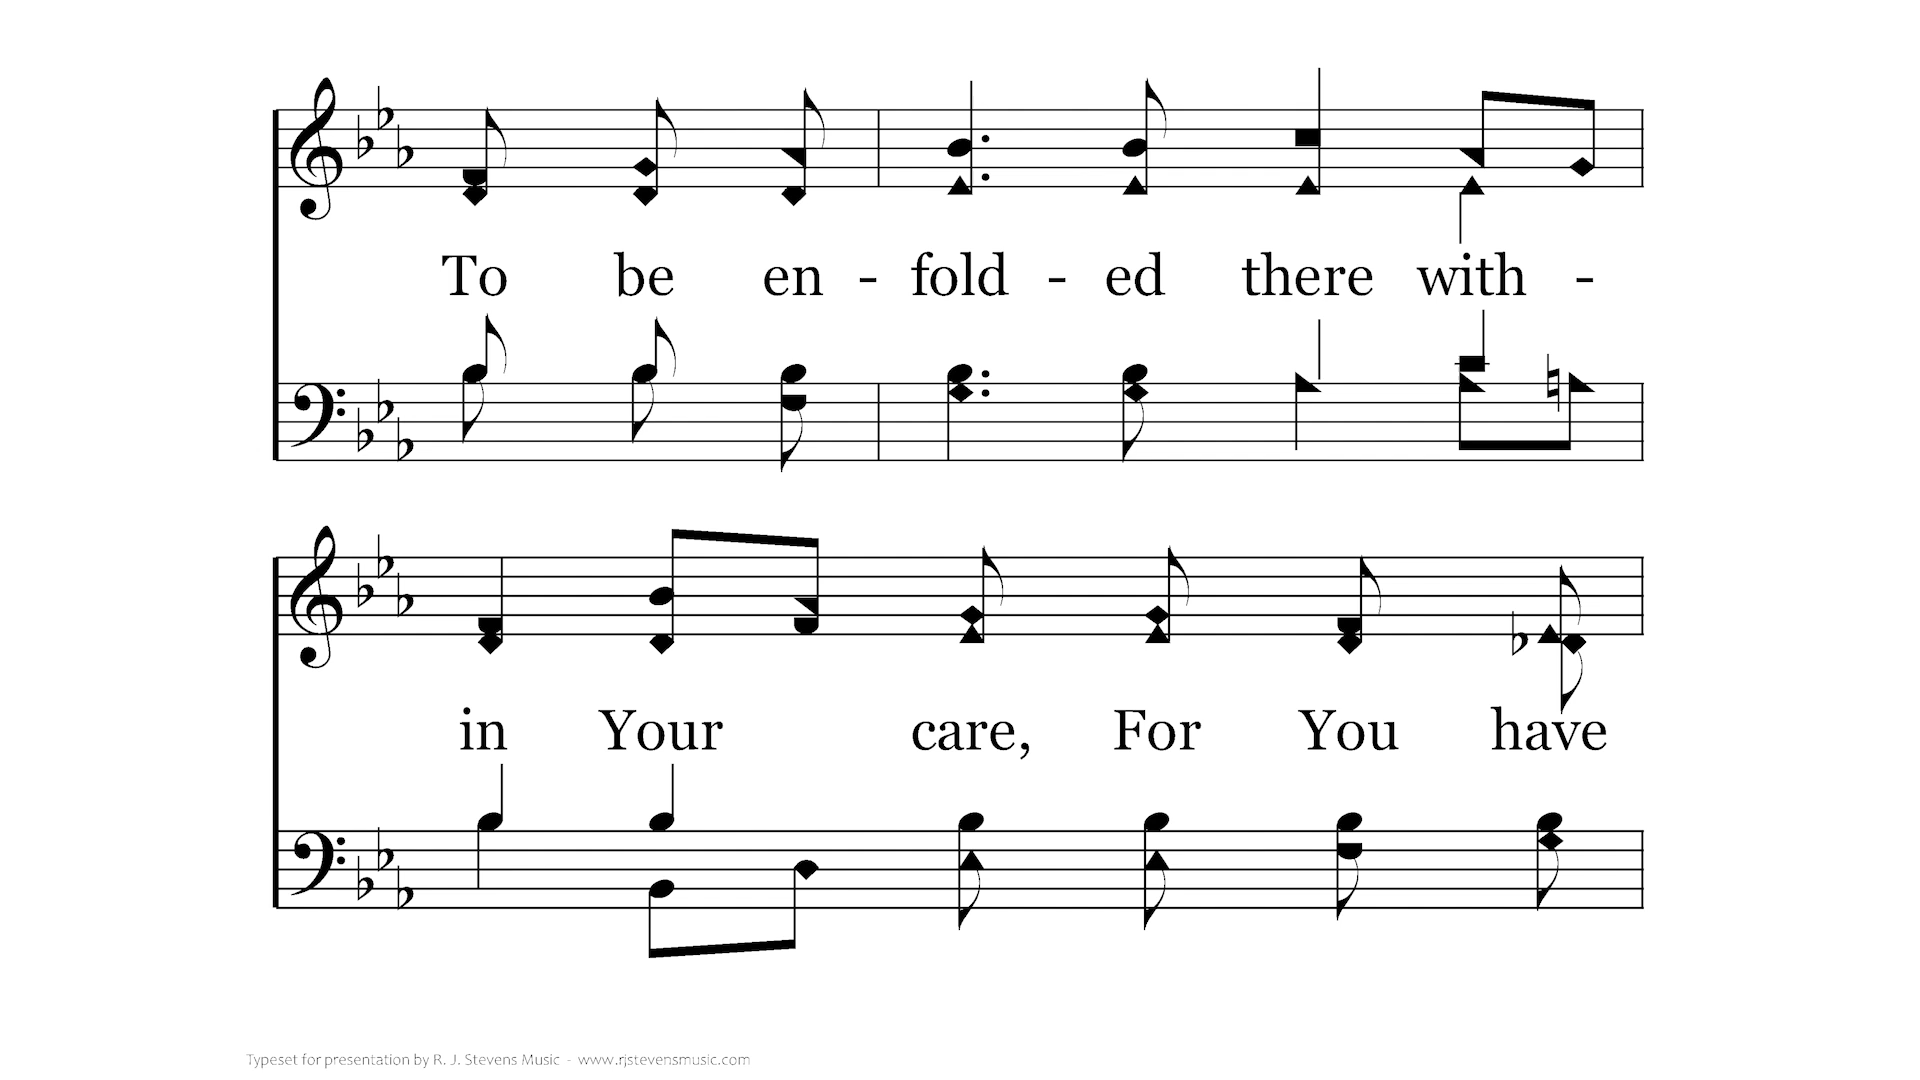 To be en - fold - ed there with -
in Your care, For You have
Typeset for presentation by R. J. Stevens Music - www.rjstevensmusic.com